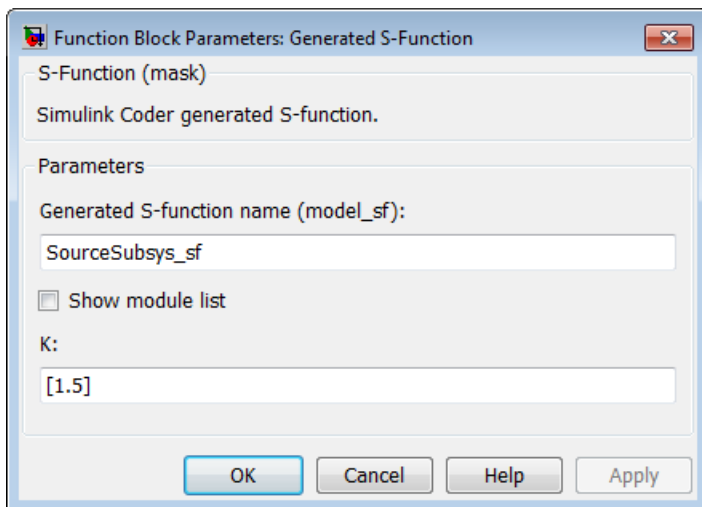 Function Block Parameters: Generated S-Function
S-Function (mask)
Simulink Coder generated S-function.
Parameters
Generated S-function name (model_sf):
SourceSubsys_sf
Show module list
K:
[1.5]
OK Cancel Help Apply